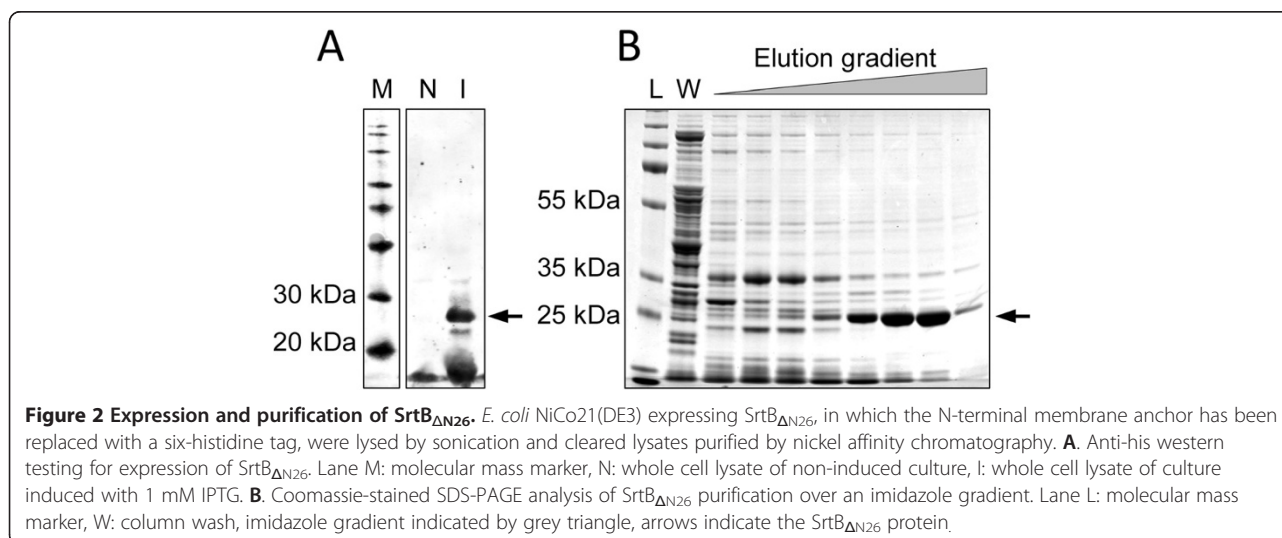 A
B
Elution gradient
M N I
L W
55 kDa
35 kDa
30 kDa
25 kDa
20 kDa
Figure 2 Expression and purification of SrtBΔN26. E. coli NiCo21(DE3) expressing SrtBΔN26, in which the N-terminal membrane anchor has been
replaced with a six-histidine tag, were lysed by sonication and cleared lysates purified by nickel affinity chromatography. A. Anti-his western
testing for expression of SrtBΔN26. Lane M: molecular mass marker, N: whole cell lysate of non-induced culture, I: whole cell lysate of culture
induced with 1 mM IPTG. B. Coomassie-stained SDS-PAGE analysis of SrtBΔN26 purification over an imidazole gradient. Lane L: molecular mass
marker, W: column wash, imidazole gradient indicated by grey triangle, arrows indicate the SrtBΔN26 protein.